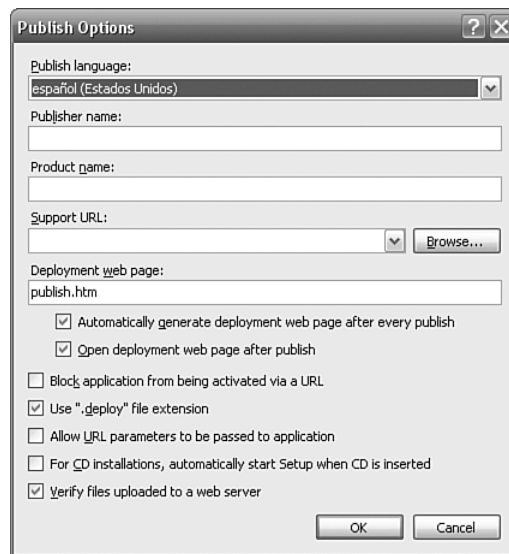 Publish Options
Publish language:
español (Estados Unidos)
Publisher name:
Product name:
Support URL:
Browse...
Deployment web page:
publish.htm
Automatically generate deployment web page after every publish
Open deployment web page after publish
Block application from being activated via a URL
Use ".deploy" file extension
Allow URL parameters to be passed to application
For CD installations, automatically start Setup when CD is inserted
Verify files uploaded to a web server
OK
Cancel